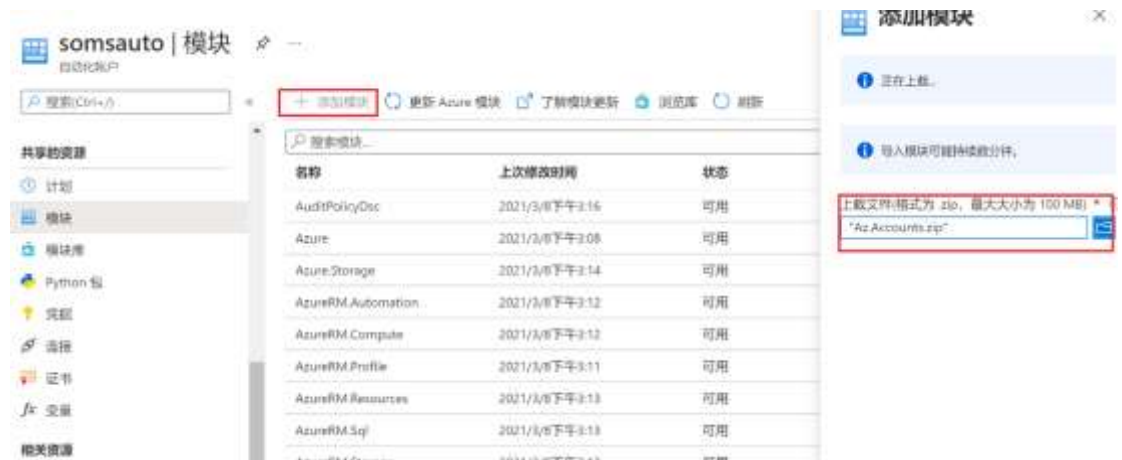 somsauto | 模块
自动化帐户
搜索(Ctrl+/)
共享的资源
计划
模块
模块库
Python 包
凭据
连接
证书
fx 变量
相关资源
+ 添加模块 更新 Azure 模块 了解模块更新 浏览库 刷新
搜索模块...
名称 上次修改时间 状态
AuditPolicyDsc 2021/3/8下午3:16 可用
Azure 2021/3/8下午3:08 可用
Azure.Storage 2021/3/8下午3:14 可用
AzureRM.Automation 2021/3/8下午3:12 可用
AzureRM.Compute 2021/3/8下午3:12 可用
AzureRM.Profile 2021/3/8下午3:11 可用
AzureRM.Resources 2021/3/8下午3:13 可用
AzureRM.Sql 2021/3/8下午3:13 可用
添加模块
正在上载。
导入模块可能持续数分钟。
上载文件(格式为 zip，最大大小为 100 MB) *
"Az.Accounts.zip"